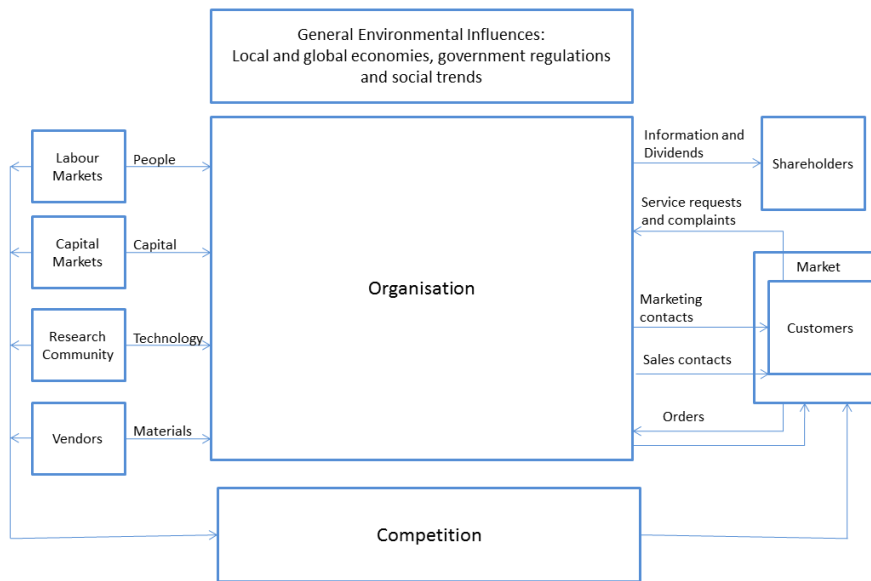 General Environmental Influences:
Local and global economies, government regulations
and social trends
Labour
Markets
People
Capital
Markets
Capital
Research
Community
Technology
Vendors
Materials
Organisation
Information and
Dividends
Shareholders
Service requests
and complaints
Market
Marketing
contacts
Customers
Sales contacts
Orders
Competition